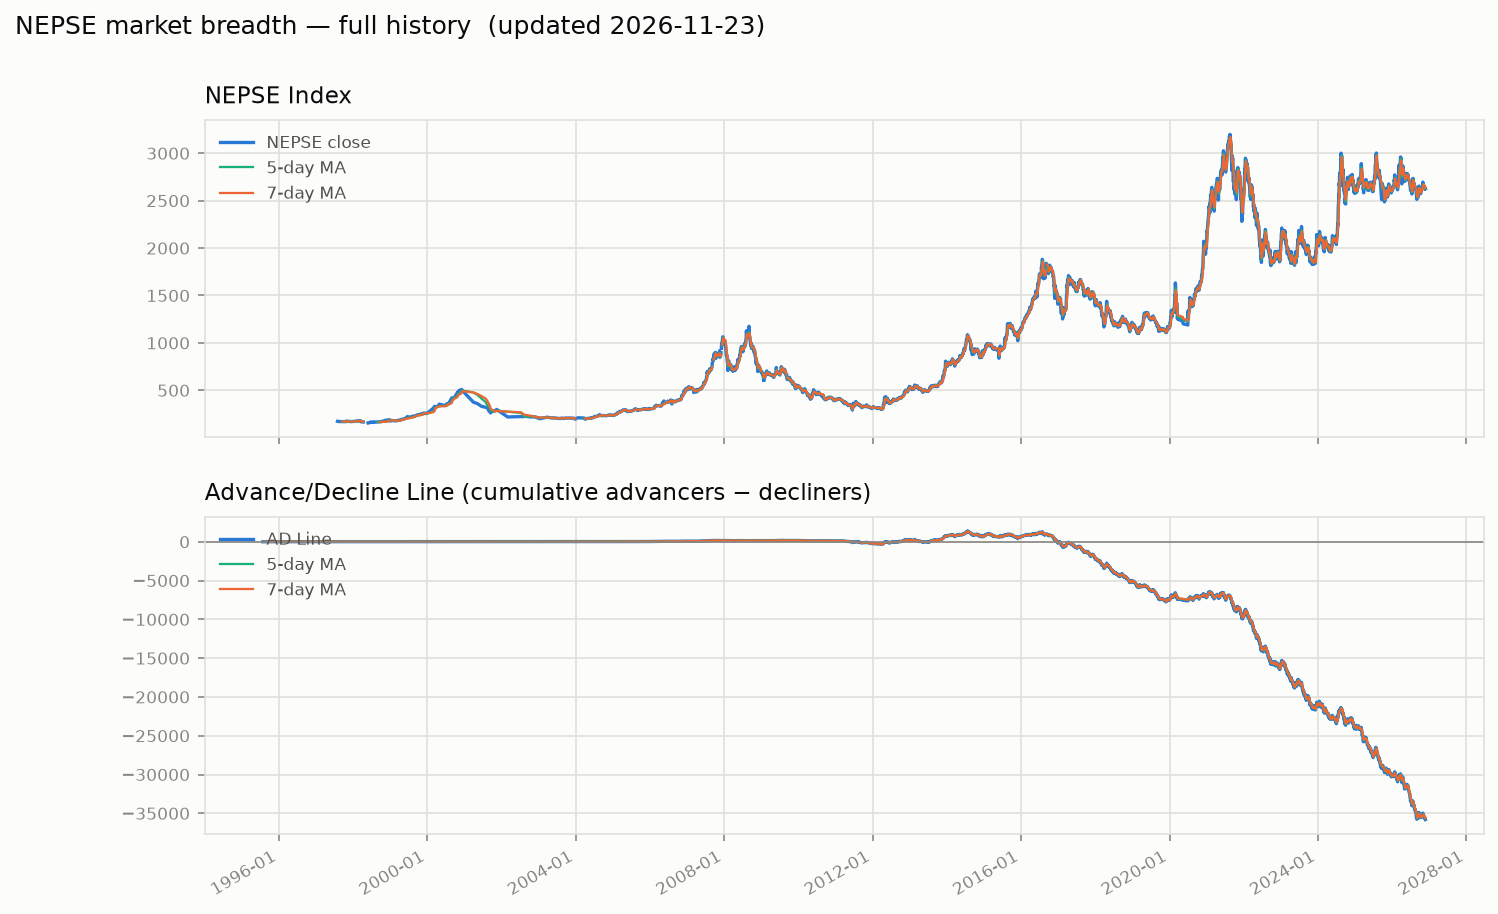 NEPSE market breadth — full history  (updated 2026-11-23)
NEPSE Index
NEPSE close
5-day MA
7-day MA
3000
2500
2000
1500
1000
500
Advance/Decline Line (cumulative advancers − decliners)
AD Line
5-day MA
7-day MA
0
−5000
−10000
−15000
−20000
−25000
−30000
−35000
1996-01
2000-01
2004-01
2008-01
2012-01
2016-01
2020-01
2024-01
2028-01